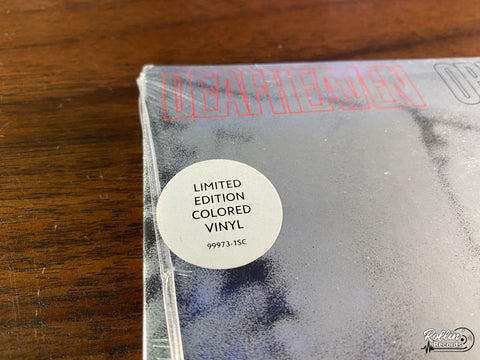 DEAFHEAVEN
LIMITED
EDITION
COLORED
VINYL
99973-1SC
Rollin'
Records